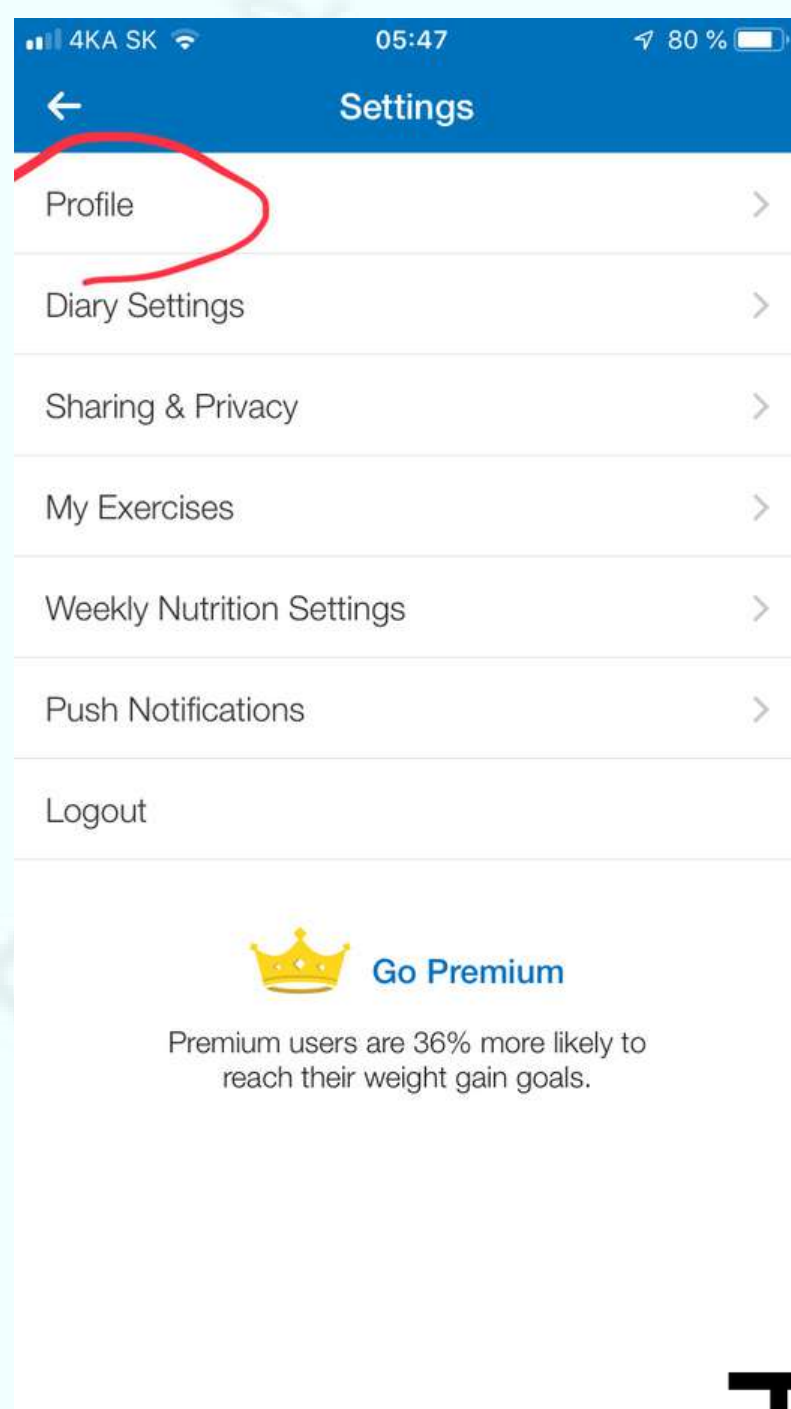 4KA SK 05:47 80 %
Settings
Profile
Diary Settings
Sharing & Privacy
My Exercises
Weekly Nutrition Settings
Push Notifications
Logout
Go Premium
Premium users are 36% more likely to
reach their weight gain goals.